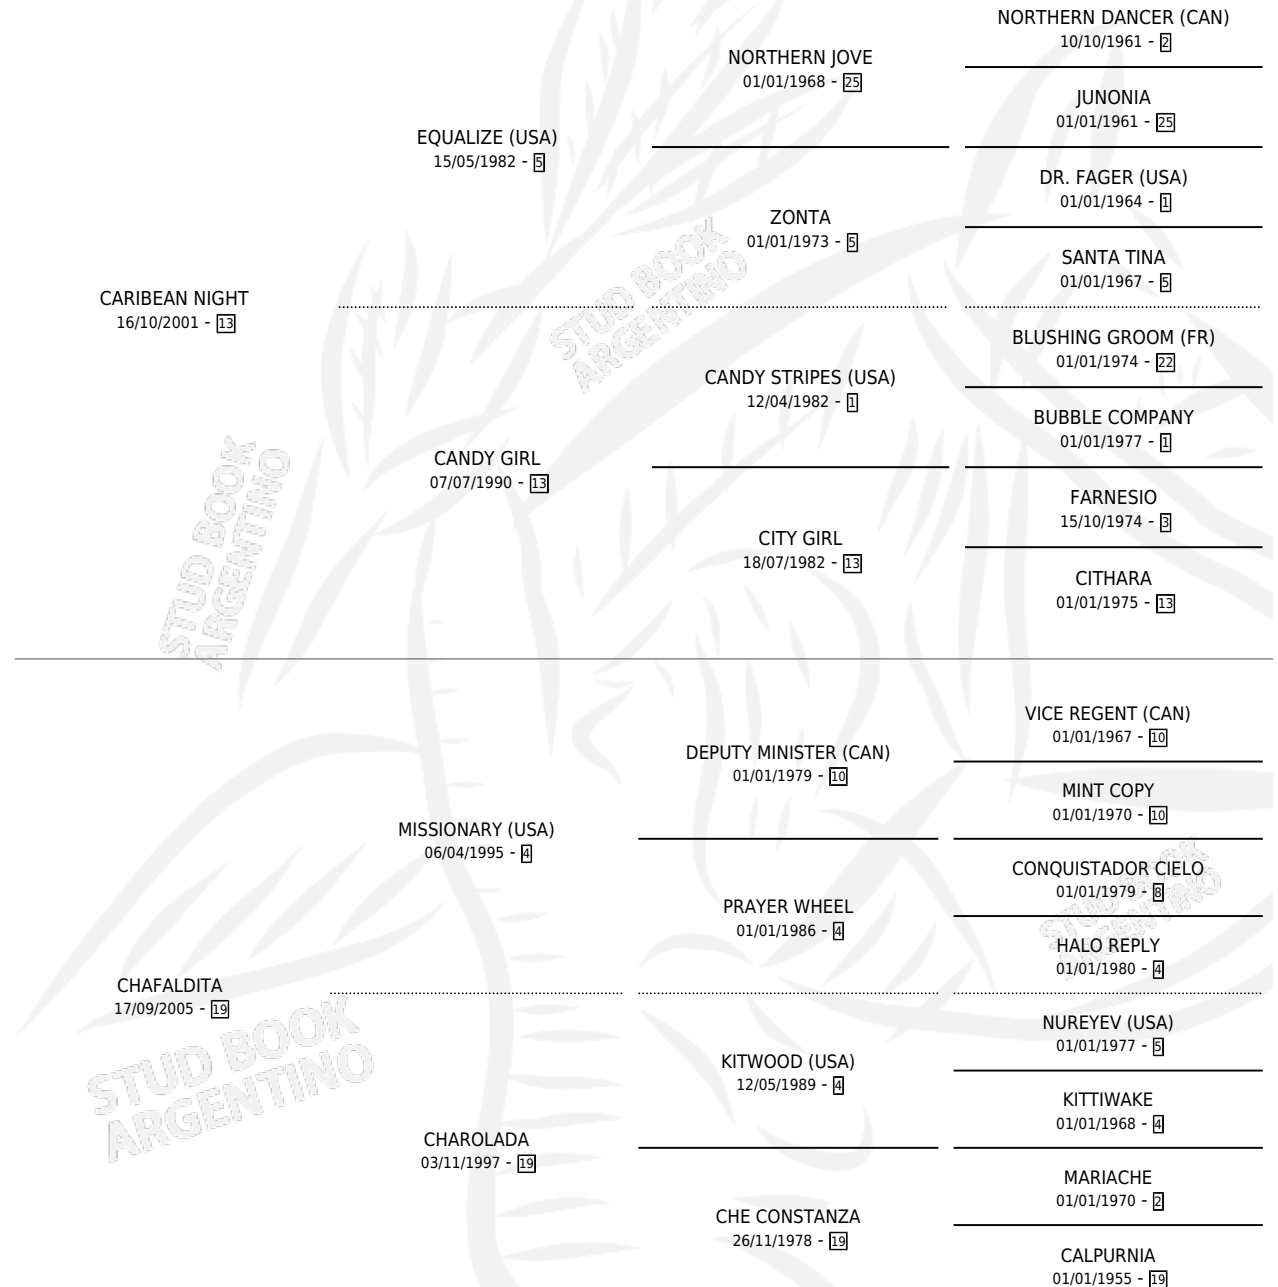 NORTHERN DANCER (CAN)
10/10/1961 - 2
NORTHERN JOVE
01/01/1968 - 25
JUNONIA
01/01/1961 - 25
EQUALIZE (USA)
15/05/1982 - 5
DR. FAGER (USA)
01/01/1964 - 1
ZONTA
01/01/1973 - 5
SANTA TINA
01/01/1967 - 5
CARIBEAN NIGHT
16/10/2001 - 13
STUD BOOK
ARGENTINO
BLUSHING GROOM (FR)
01/01/1974 - 22
CANDY STRIPES (USA)
12/04/1982 - 1
BUBBLE COMPANY
01/01/1977 - 1
CANDY GIRL
07/07/1990 - 13
FARNESIO
15/10/1974 - 3
CITY GIRL
18/07/1982 - 13
CITHARA
01/01/1975 - 13
STUD BOOK
ARGENTINO
VICE REGENT (CAN)
01/01/1967 - 10
DEPUTY MINISTER (CAN)
01/01/1979 - 10
MINT COPY
01/01/1970 - 10
MISSIONARY (USA)
06/04/1995 - 4
CONQUISTADOR CIELO
01/01/1979 - 8
PRAYER WHEEL
01/01/1986 - 4
STUD BOOK
ARGENTINO
HALO REPLY
01/01/1980 - 4
CHAFALDITA
17/09/2005 - 19
NUREYEV (USA)
01/01/1977 - 5
KITWOOD (USA)
12/05/1989 - 4
STUD BOOK
ARGENTINO
KITTIWAKE
01/01/1968 - 4
CHAROLADA
03/11/1997 - 19
MARIACHE
01/01/1970 - 2
CHE CONSTANZA
26/11/1978 - 19
CALPURNIA
01/01/1955 - 19